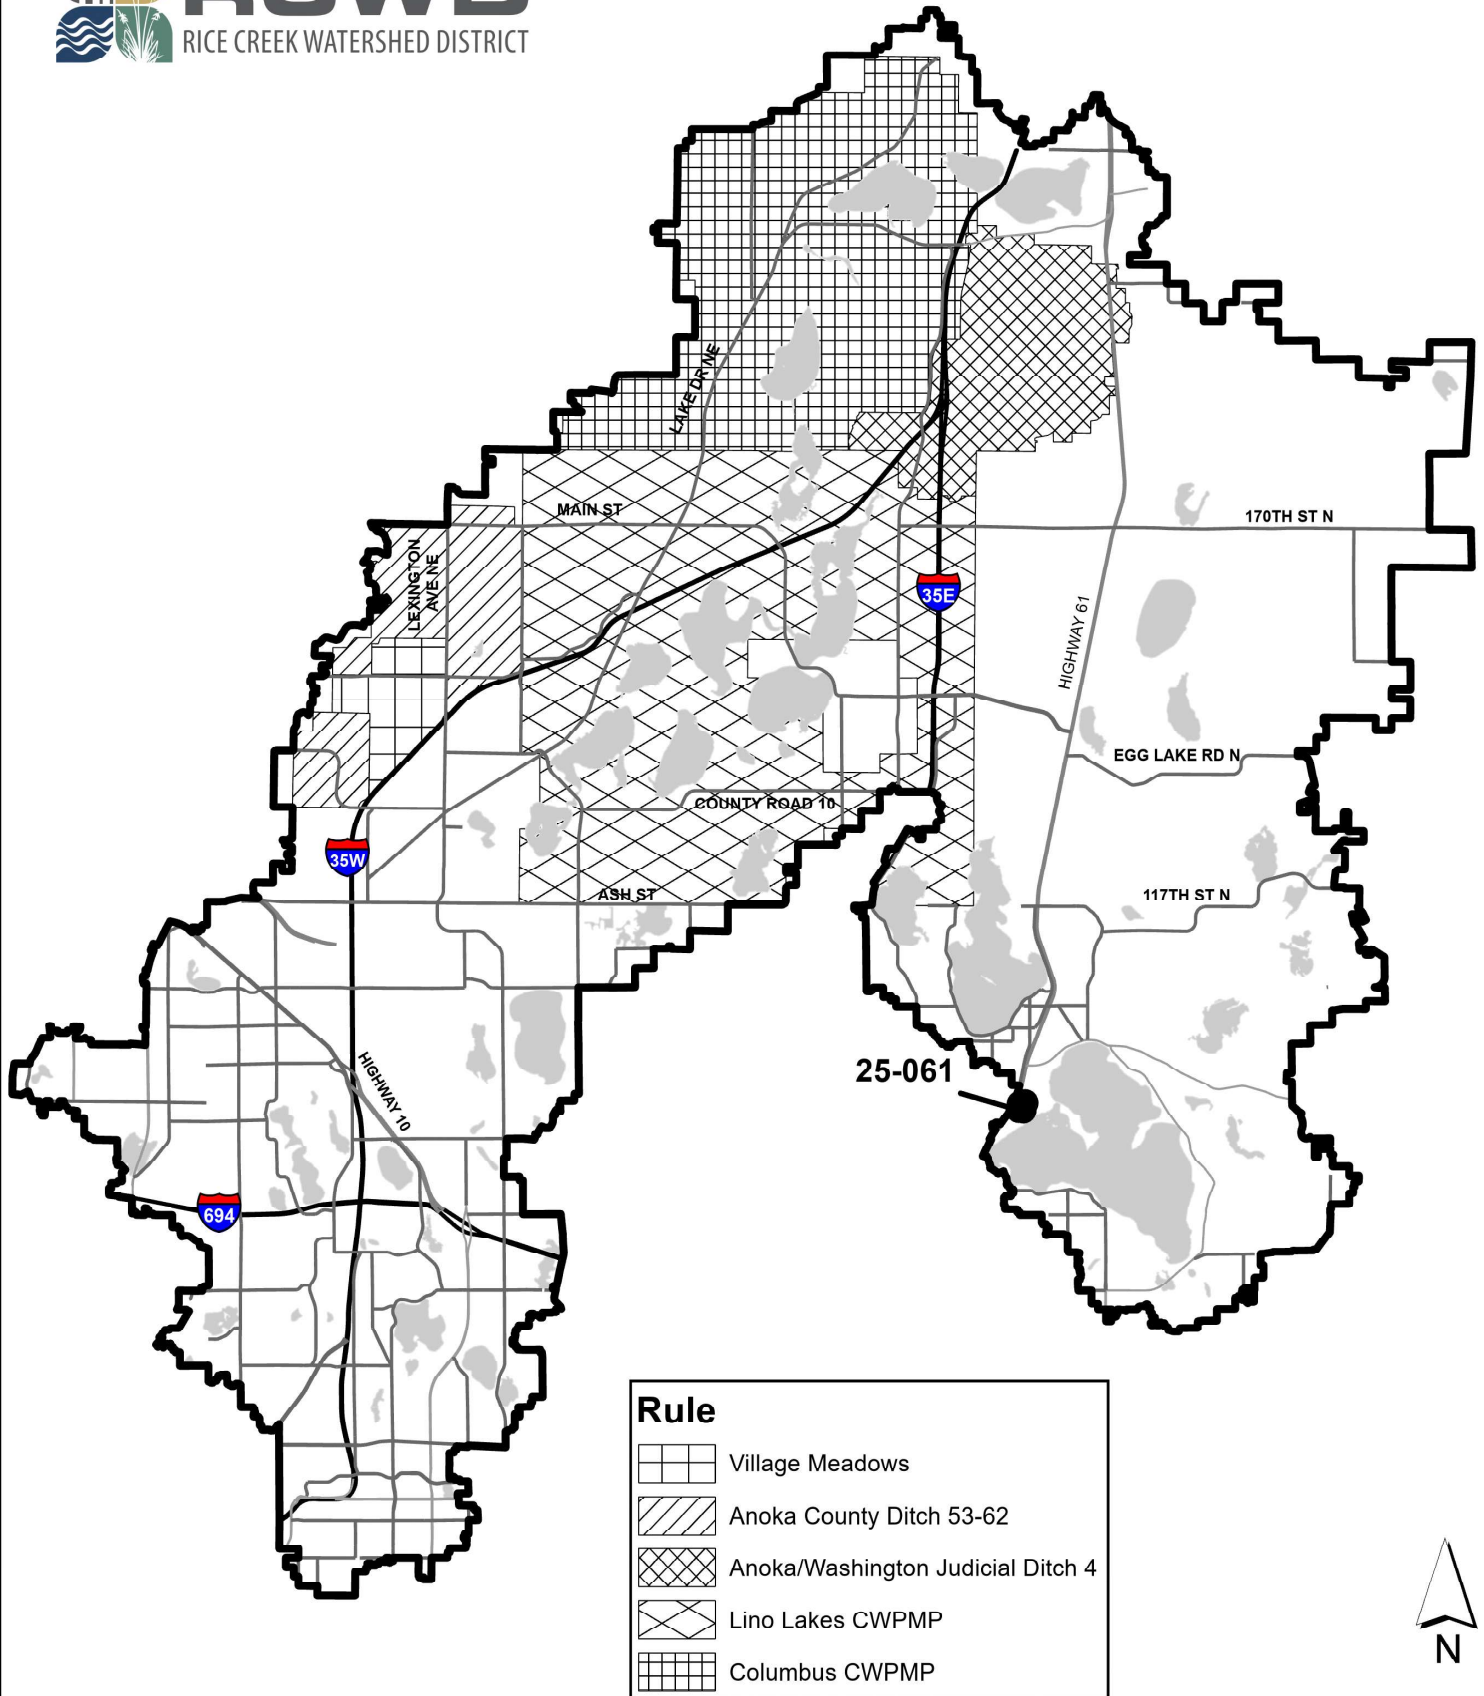 RCWD
RICE CREEK WATERSHED DISTRICT
LAKE DR NE
MAIN ST
170TH ST N
LEXINGTON
AVE NE
35E
HIGHWAY 61
EGG LAKE RD N
COUNTY ROAD 10
35W
ASH ST
117TH ST N
25-061
HIGHWAY 10
694
Rule
Village Meadows
Anoka County Ditch 53-62
Anoka/Washington Judicial Ditch 4
Lino Lakes CWPMP
Columbus CWPMP
N